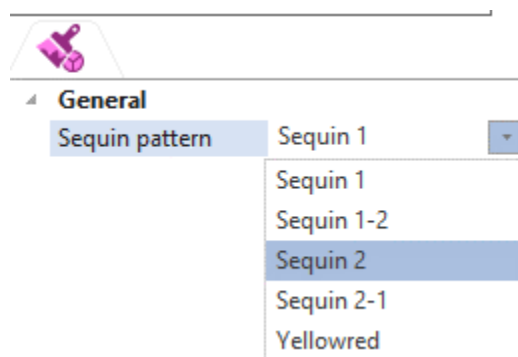 General
Sequin pattern Sequin 1
Sequin 1
Sequin 1-2
Sequin 2
Sequin 2-1
Yellowred